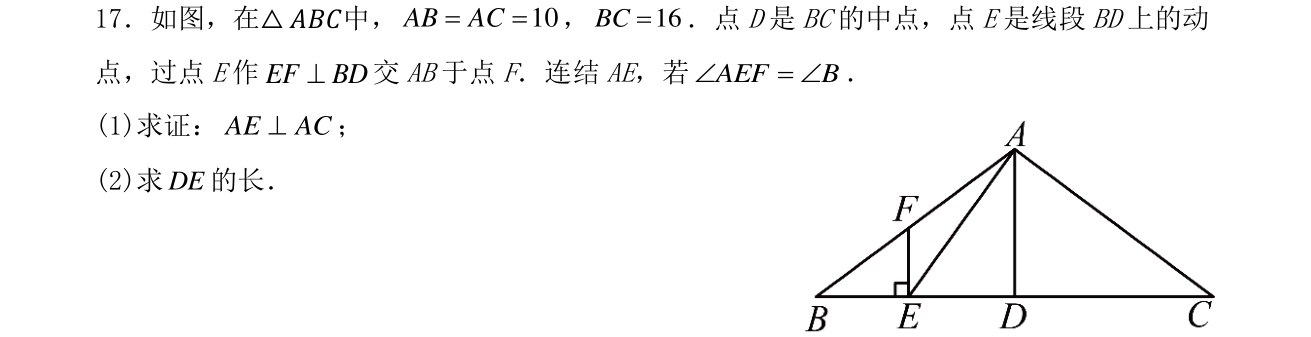 17．如图，在△ABC中，AB＝AC＝10，BC＝16．点D是BC的中点，点E是线段BD上的动
点，过点E作EF⊥BD交AB于点F．连结AE，若∠AEF＝∠B．
(1)求证：AE⊥AC；
(2)求DE的长．
A
F
B
E
D
C